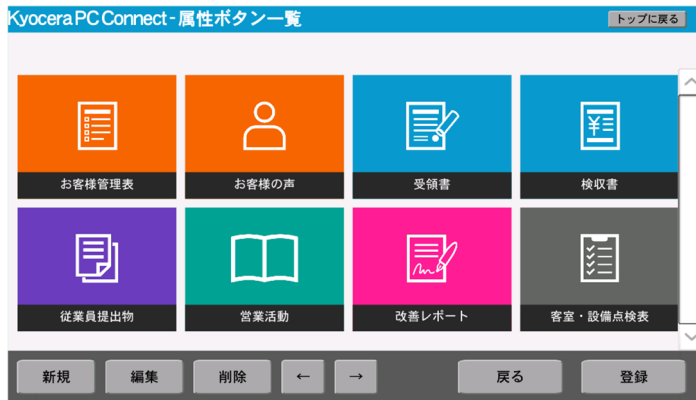 Kyocera PC Connect - 属性ボタン一覧
トップに戻る
お客様管理表
お客様の声
受領書
検収書
従業員提出物
営業活動
改善レポート
客室・設備点検表
新規
編集
削除
←
→
戻る
登録